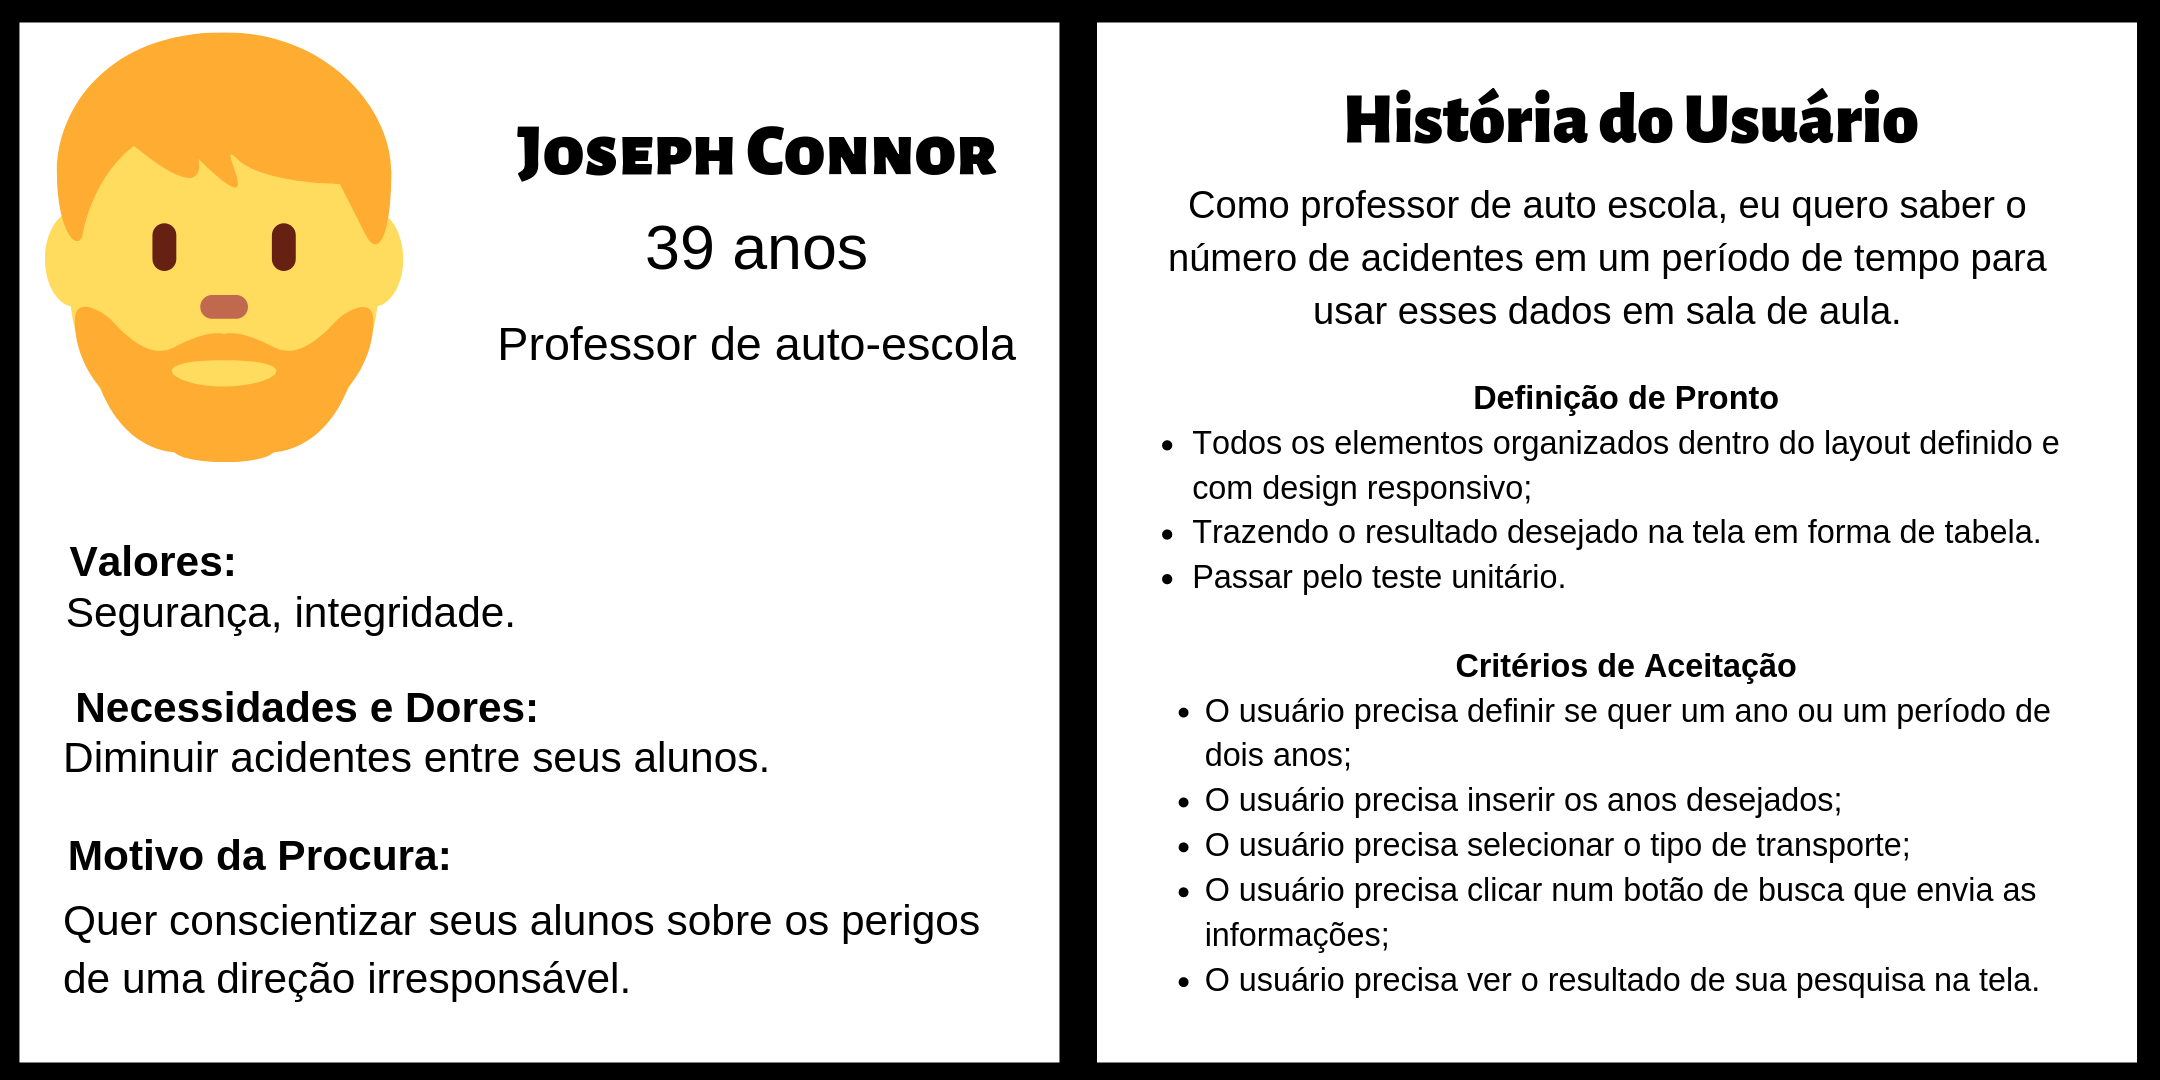 Joseph Connor
39 anos
Professor de auto-escola
Valores:
Segurança, integridade.
Necessidades e Dores:
Diminuir acidentes entre seus alunos.
Motivo da Procura:
Quer conscientizar seus alunos sobre os perigos
de uma direção irresponsável.
História do Usuário
Como professor de auto escola, eu quero saber o
número de acidentes em um período de tempo para
usar esses dados em sala de aula.
Definição de Pronto
• Todos os elementos organizados dentro do layout definido e
com design responsivo;
• Trazendo o resultado desejado na tela em forma de tabela.
• Passar pelo teste unitário.
Critérios de Aceitação
• O usuário precisa definir se quer um ano ou um período de
dois anos;
• O usuário precisa inserir os anos desejados;
• O usuário precisa selecionar o tipo de transporte;
• O usuário precisa clicar num botão de busca que envia as
informações;
• O usuário precisa ver o resultado de sua pesquisa na tela.